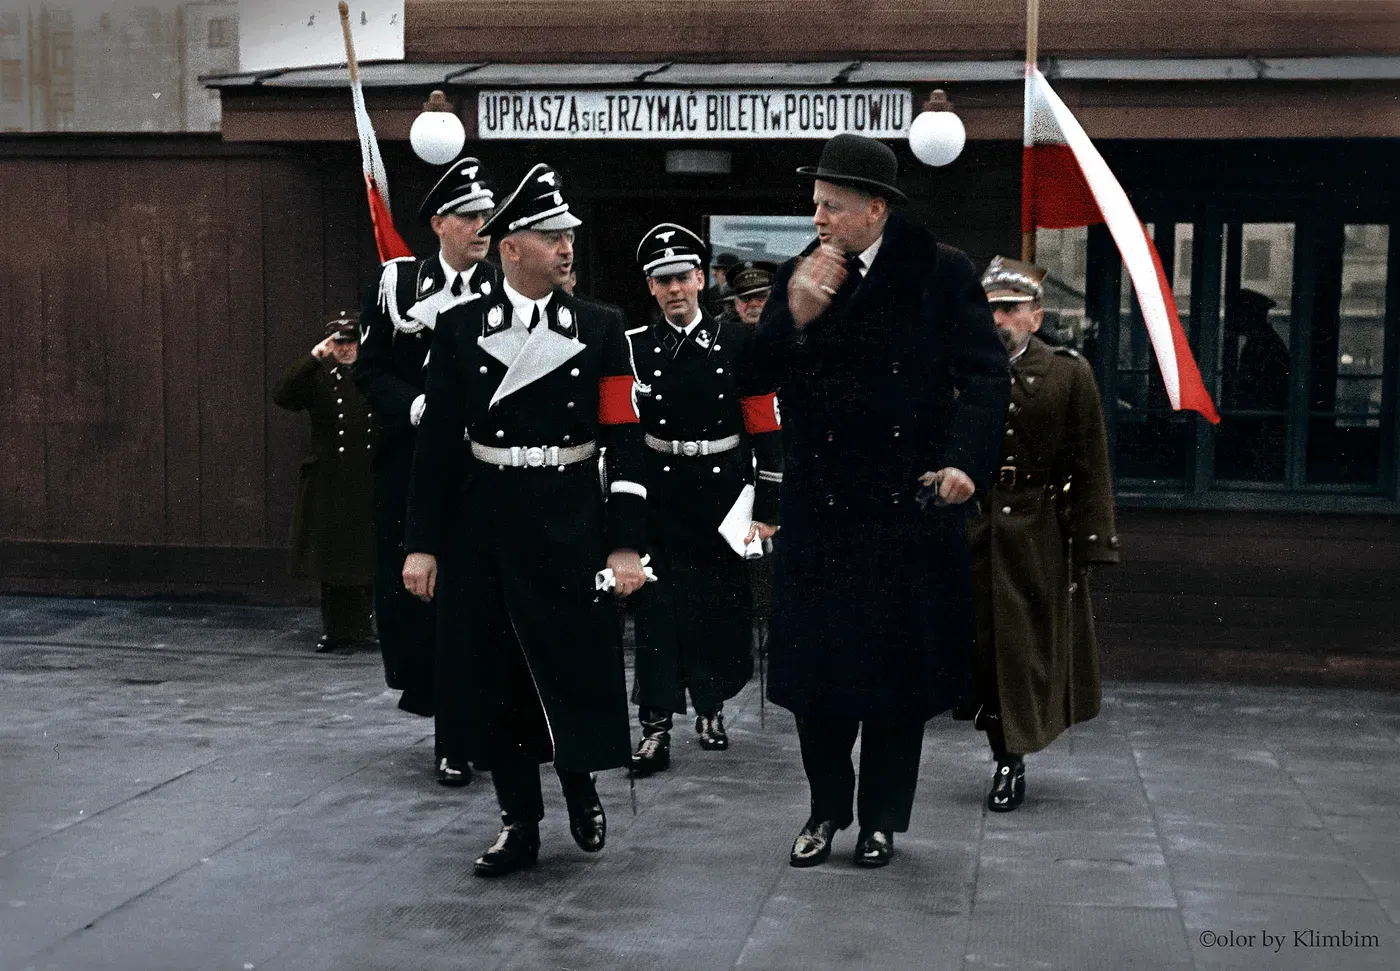 UPRASZA SIĘ TRZYMAĆ BILETY W POGOTOWIU
©olor by Klimbim